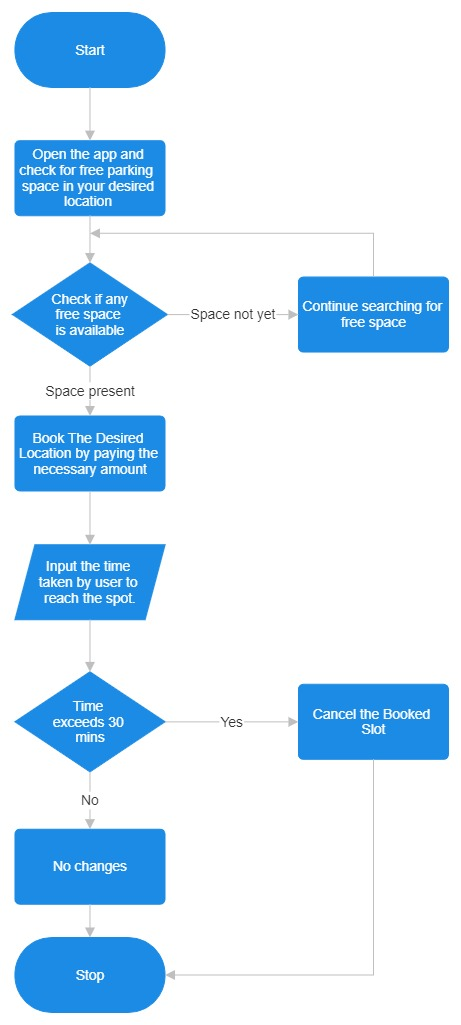 Start
Open the app and
check for free parking
space in your desired
location
Check if any
free space
is available
Space not yet
Continue searching for
free space
Space present
Book The Desired
Location by paying the
necessary amount
Input the time
taken by user to
reach the spot.
Time
exceeds 30
mins
Yes
Cancel the Booked
Slot
No
No changes
Stop